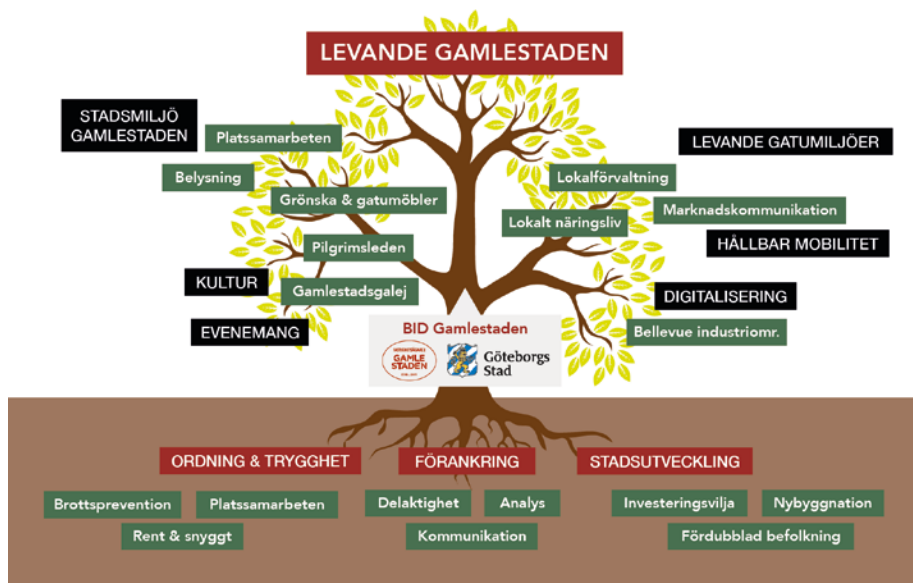 LEVANDE GAMLESTADEN
STADSMILJÖ
GAMLESTADEN
Platssamarbeten
Belysning
Grönska & gatumöbler
Pilgrimsleden
KULTUR
Gamlestadsgalej
EVENEMANG
LEVANDE GATUMILJÖER
Lokalförvaltning
Marknadskommunikation
Lokalt näringsliv
HÅLLBAR MOBILITET
DIGITALISERING
Bellevue industriomr.
BID Gamlestaden
GAMLE
STADEN
Göteborgs
Stad
ORDNING & TRYGGHET
FÖRANKRING
STADSUTVECKLING
Brottsprevention
Platssamarbeten
Rent & snyggt
Delaktighet
Analys
Kommunikation
Investeringsvilja
Nybyggnation
Fördubblad befolkning